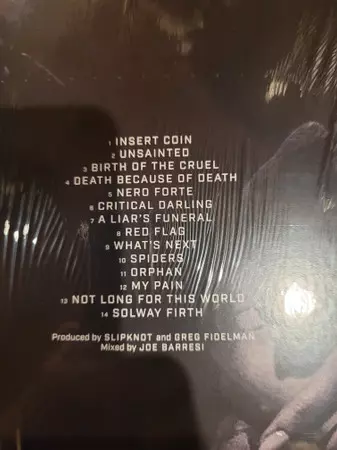 1 INSERT COIN
2 UNSAINTED
3 BIRTH OF THE CRUEL
4 DEATH BECAUSE OF DEATH
5 NERO FORTE
6 CRITICAL DARLING
7 A LIAR'S FUNERAL
8 RED FLAG
9 WHAT'S NEXT
10 SPIDERS
11 ORPHAN
12 MY PAIN
13 NOT LONG FOR THIS WORLD
14 SOLWAY FIRTH
Produced by SLIPKNOT and GREG FIDELMAN
Mixed by JOE BARRESI